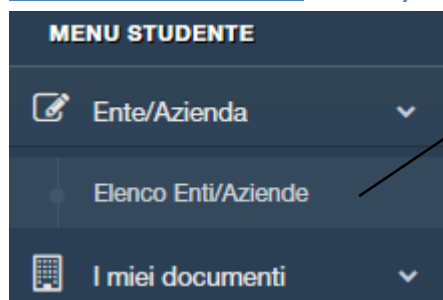 MENU STUDENTE
Ente/Azienda
Elenco Enti/Aziende
I miei documenti